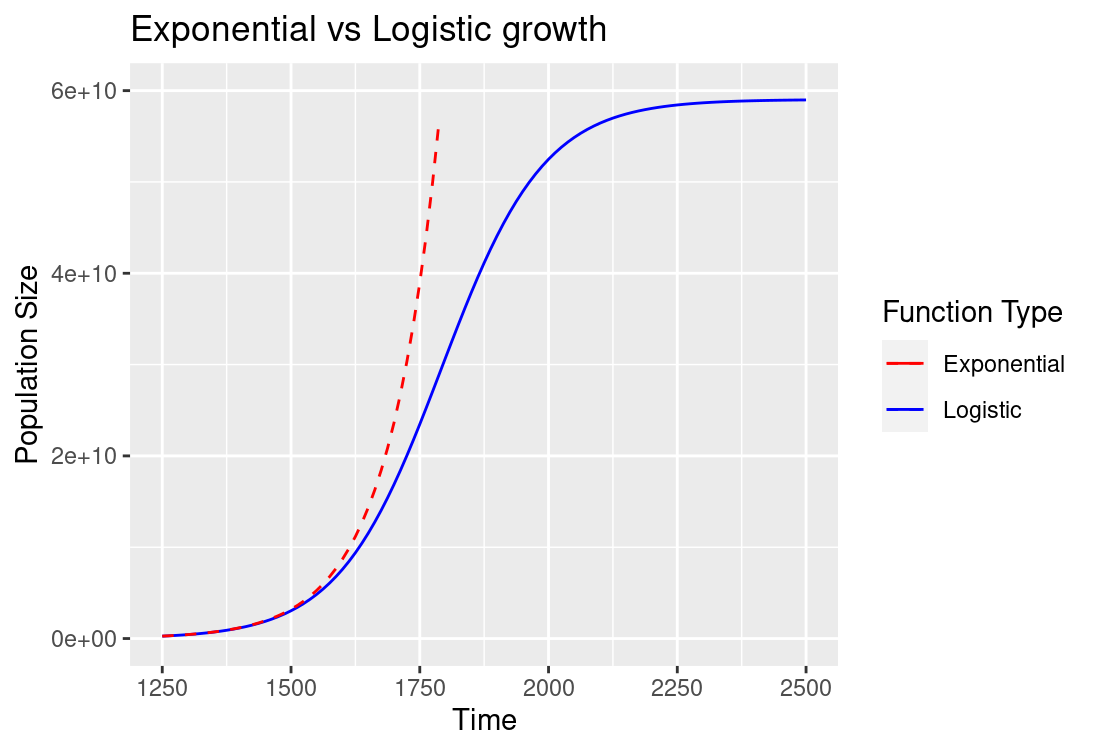 Exponential vs Logistic growth
6e+10
4e+10
2e+10
0e+00
Population Size
1250 1500 1750 2000 2250 2500
Time
Function Type
Exponential
Logistic